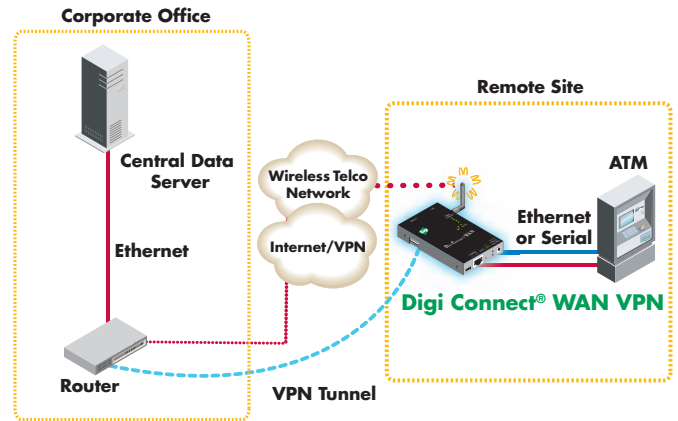 Corporate Office
Remote Site
Central Data
Server
Wireless Telco
Network
ATM
Ethernet
Internet/VPN
Ethernet
or Serial
Digi Connect® WAN VPN
Router
VPN Tunnel